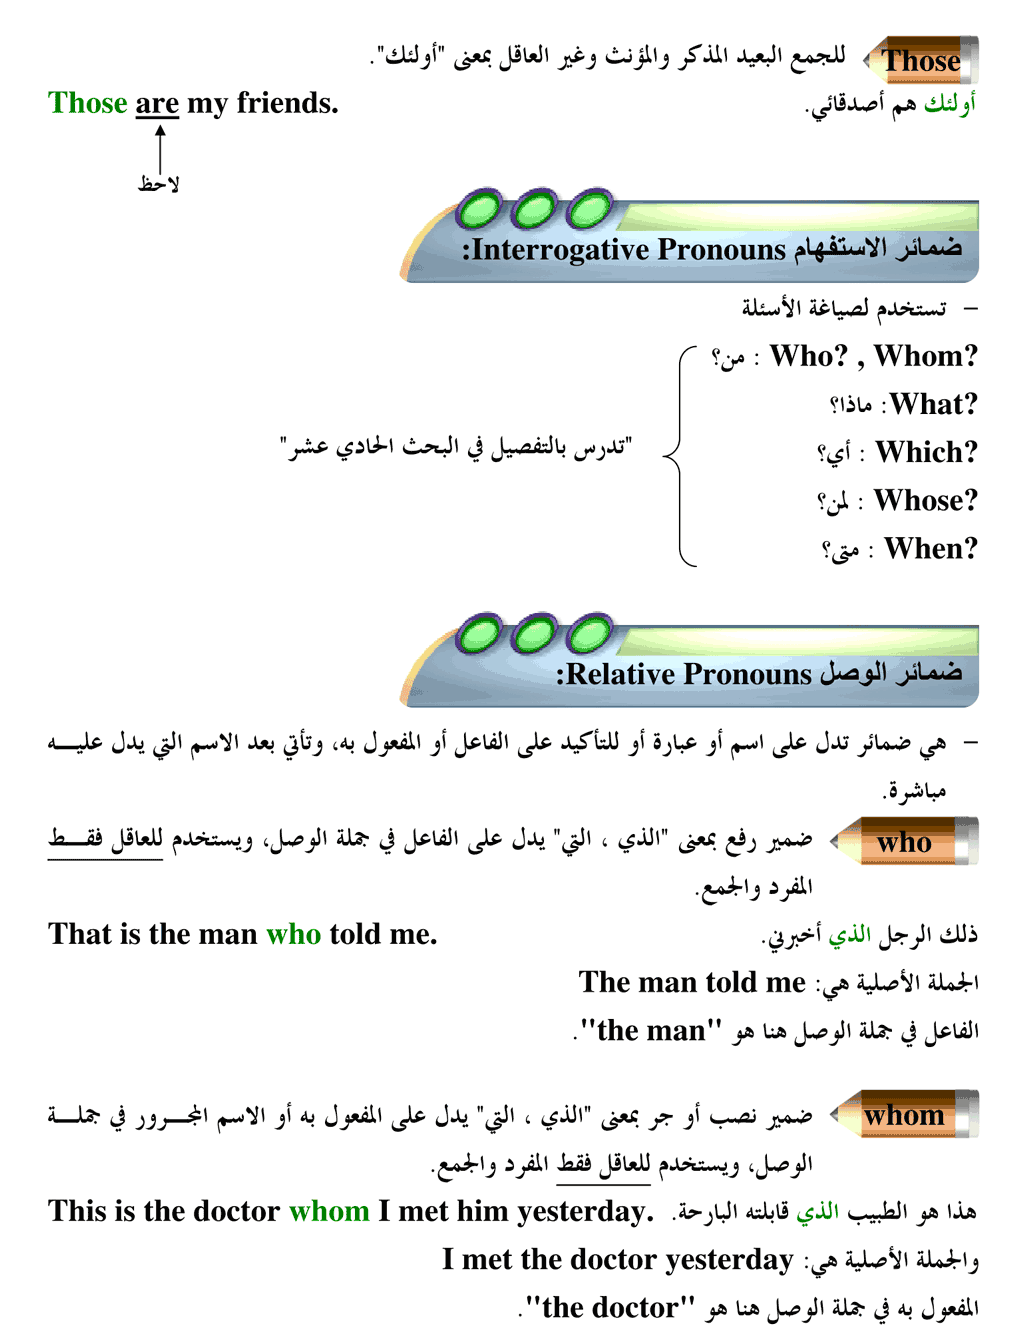 Those للجمع البعيد المذكر والمؤنث وغير العاقل بمعنى "أولئك".
أولئك هم أصدقائي. Those are my friends.
لاحظ
ضمائر الاستفهام Interrogative Pronouns:
– تستخدم لصياغة الأسئلة
Who? , Whom? : من؟
What? : ماذا؟
Which? : أي؟
"تدرس بالتفصيل في البحث الحادي عشر"
Whose? : لمن؟
When? : متى؟
ضمائر الوصل Relative Pronouns:
– هي ضمائر تدل على اسم أو عبارة أو للتأكيد على الفاعل أو المفعول به، وتأتي بعد الاسم التي يدل عليـــه
مباشرة.
who ضمير رفع بمعنى "الذي ، التي" يدل على الفاعل في جملة الوصل، ويستخدم للعاقل فقـــط
المفرد والجمع.
ذلك الرجل الذي أخبرني. That is the man who told me.
الجملة الأصلية هي: The man told me
الفاعل في جملة الوصل هنا هو "the man".
whom ضمير نصب أو جر بمعنى "الذي ، التي" يدل على المفعول به أو الاسم المجـــرور في جملـــة
الوصل، ويستخدم للعاقل فقط المفرد والجمع.
هذا هو الطبيب الذي قابلته البارحة. This is the doctor whom I met him yesterday.
والجملة الأصلية هي: I met the doctor yesterday
المفعول به في جملة الوصل هنا هو "the doctor".